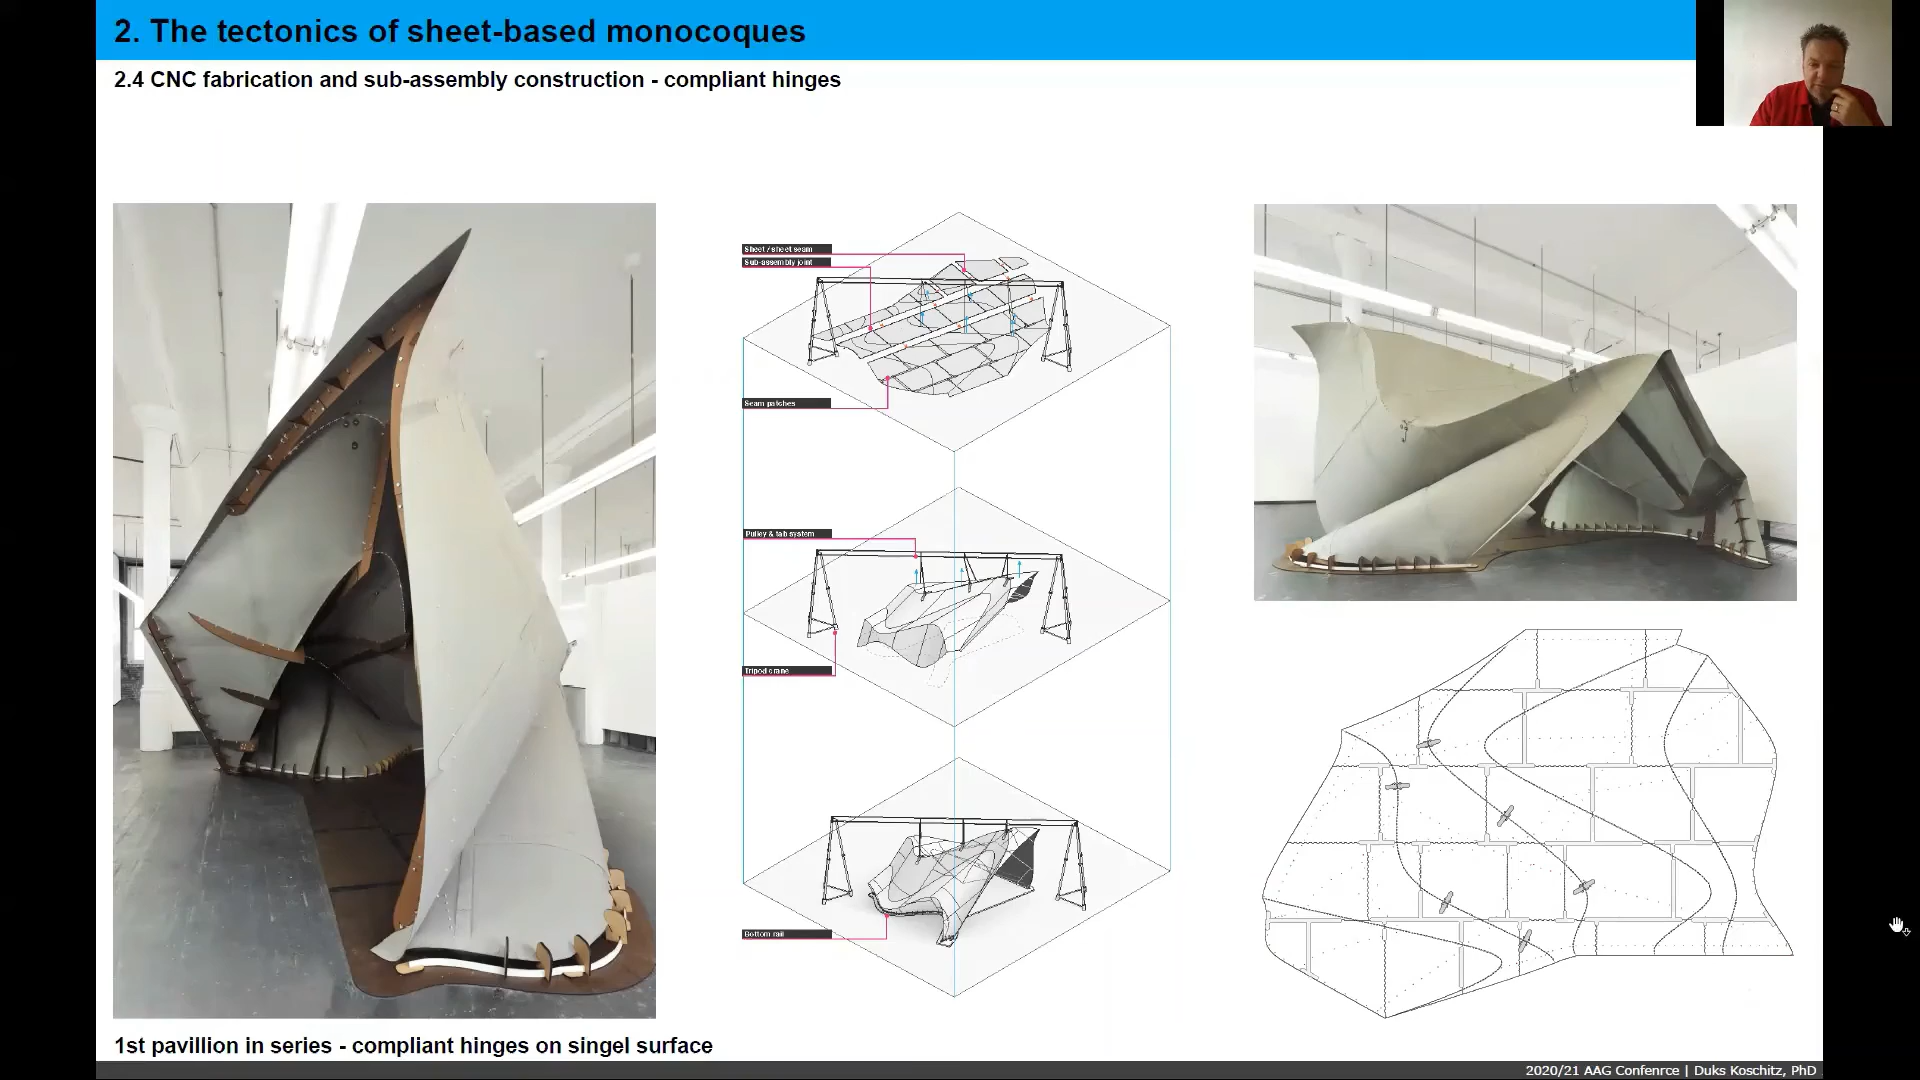 2. The tectonics of sheet-based monocoques
2.4 CNC fabrication and sub-assembly construction - compliant hinges
Sheet / sheet seam
Sub-assembly joint
Seam patches
Pulley & tab system
Tripod crane
Bottom rail
1st pavillion in series - compliant hinges on singel surface
2020/21 AAG Confenrce | Duks Koschitz, PhD